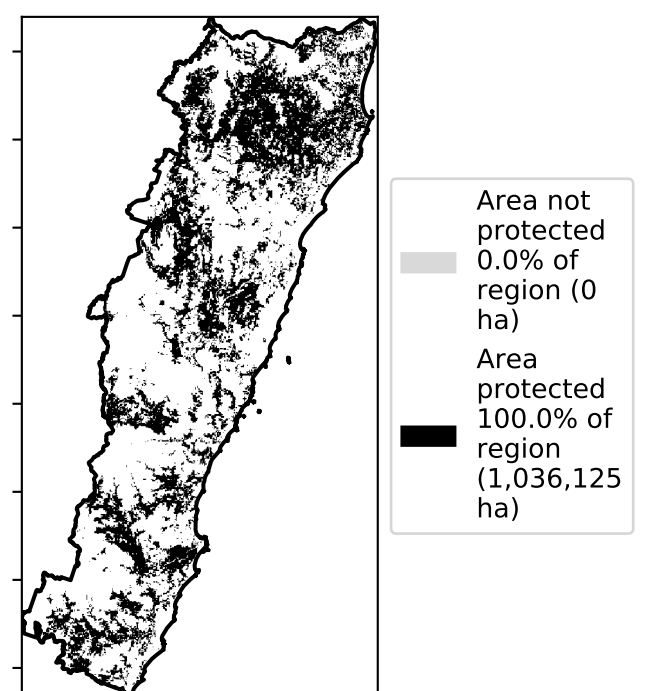 Area not
protected
0.0% of
region (0
ha)
Area
protected
100.0% of
region
(1,036,125
ha)